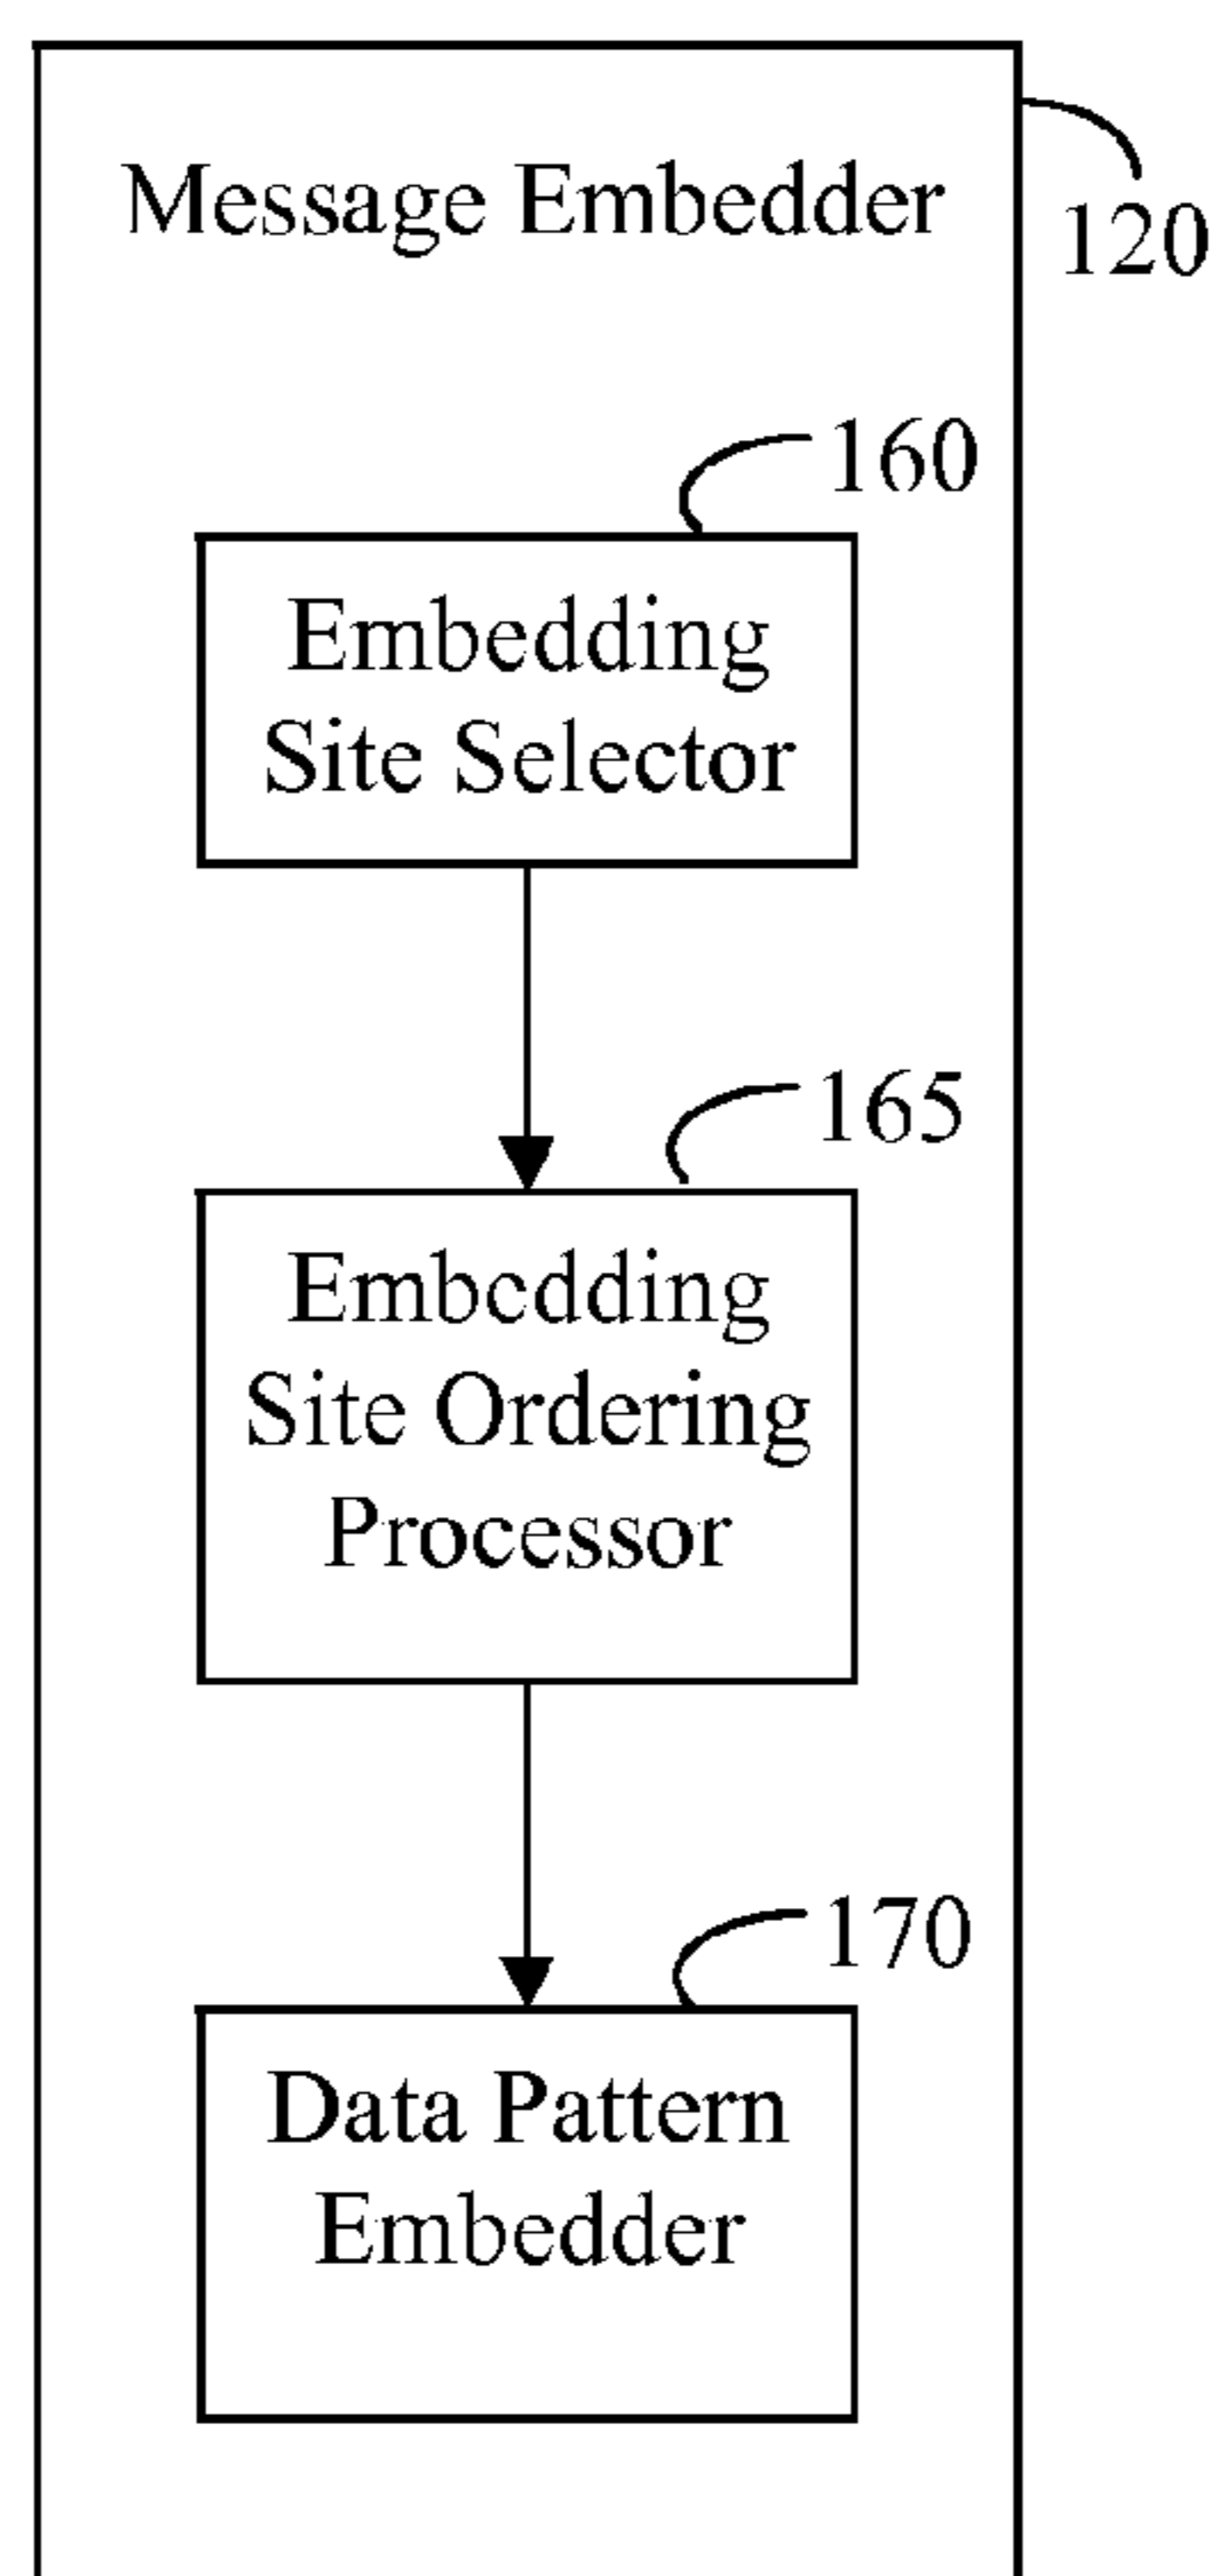 Message Embedder
120
160
Embedding
Site Selector
165
Embedding
Site Ordering
Processor
170
Data Pattern
Embedder